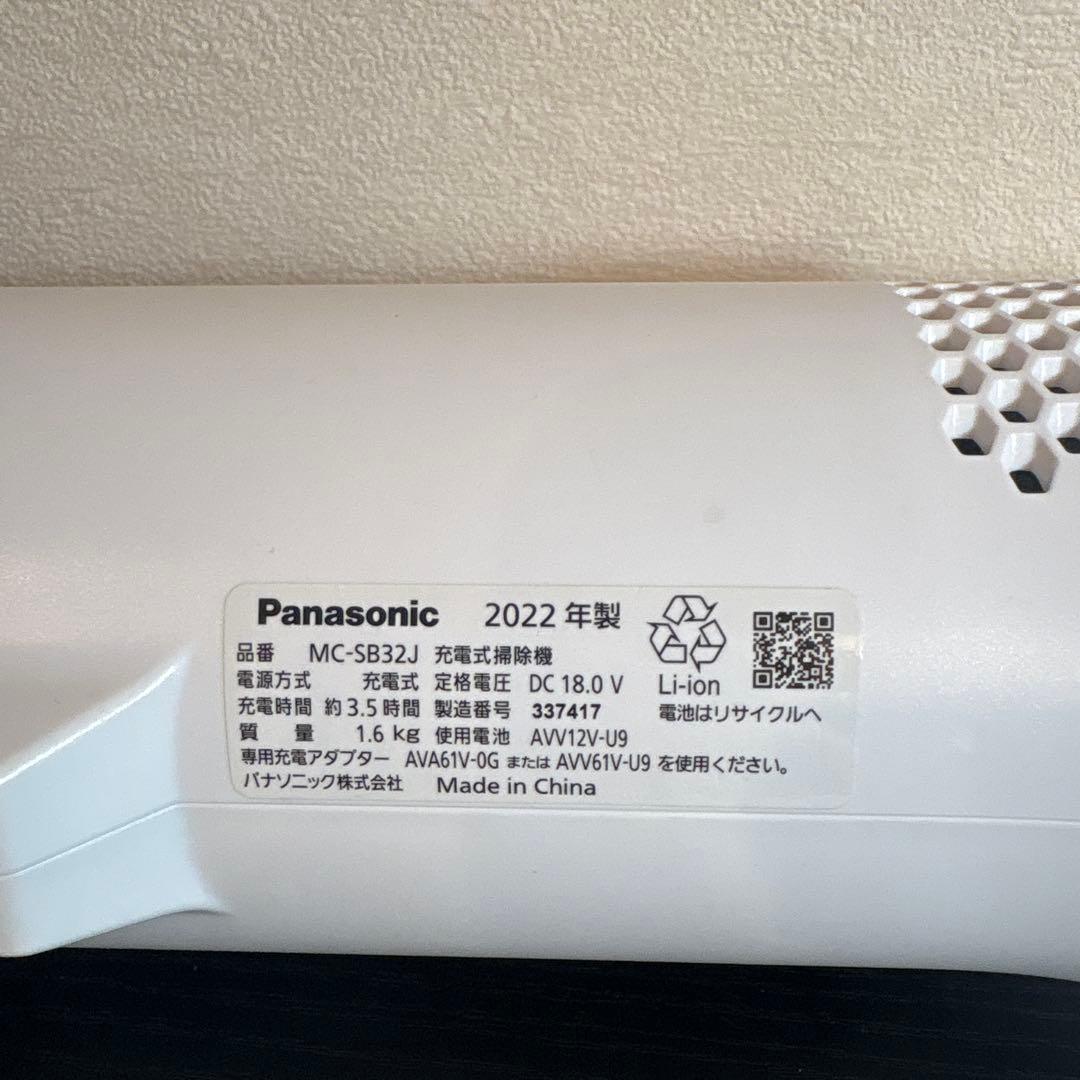 Panasonic 2022年製
品番 MC-SB32J 充電式掃除機
電源方式 充電式 定格電圧 DC 18.0 V Li-ion
充電時間 約3.5時間 製造番号 337417 電池はリサイクルへ
質量 1.6 kg 使用電池 AVV12V-U9
専用充電アダプター AVA61V-0G または AVV61V-U9 を使用ください。
パナソニック株式会社 Made in China